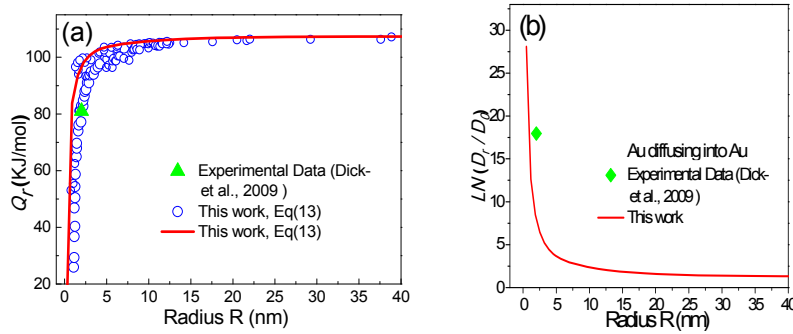 (a)
100
80
60
40
20
Q_r (KJ/mol)
Experimental Data (Dick-
et al., 2009 )
This work, Eq(13)
This work, Eq(13)
0 5 10 15 20 25 30 35 40
Radius R (nm)
(b)
30
25
20
15
10
5
0
LN(D_r / D_0)
Au diffusing into Au
Experimental Data (Dick-
et al., 2009)
This work
0 10 20 30 40
Radius R (nm)